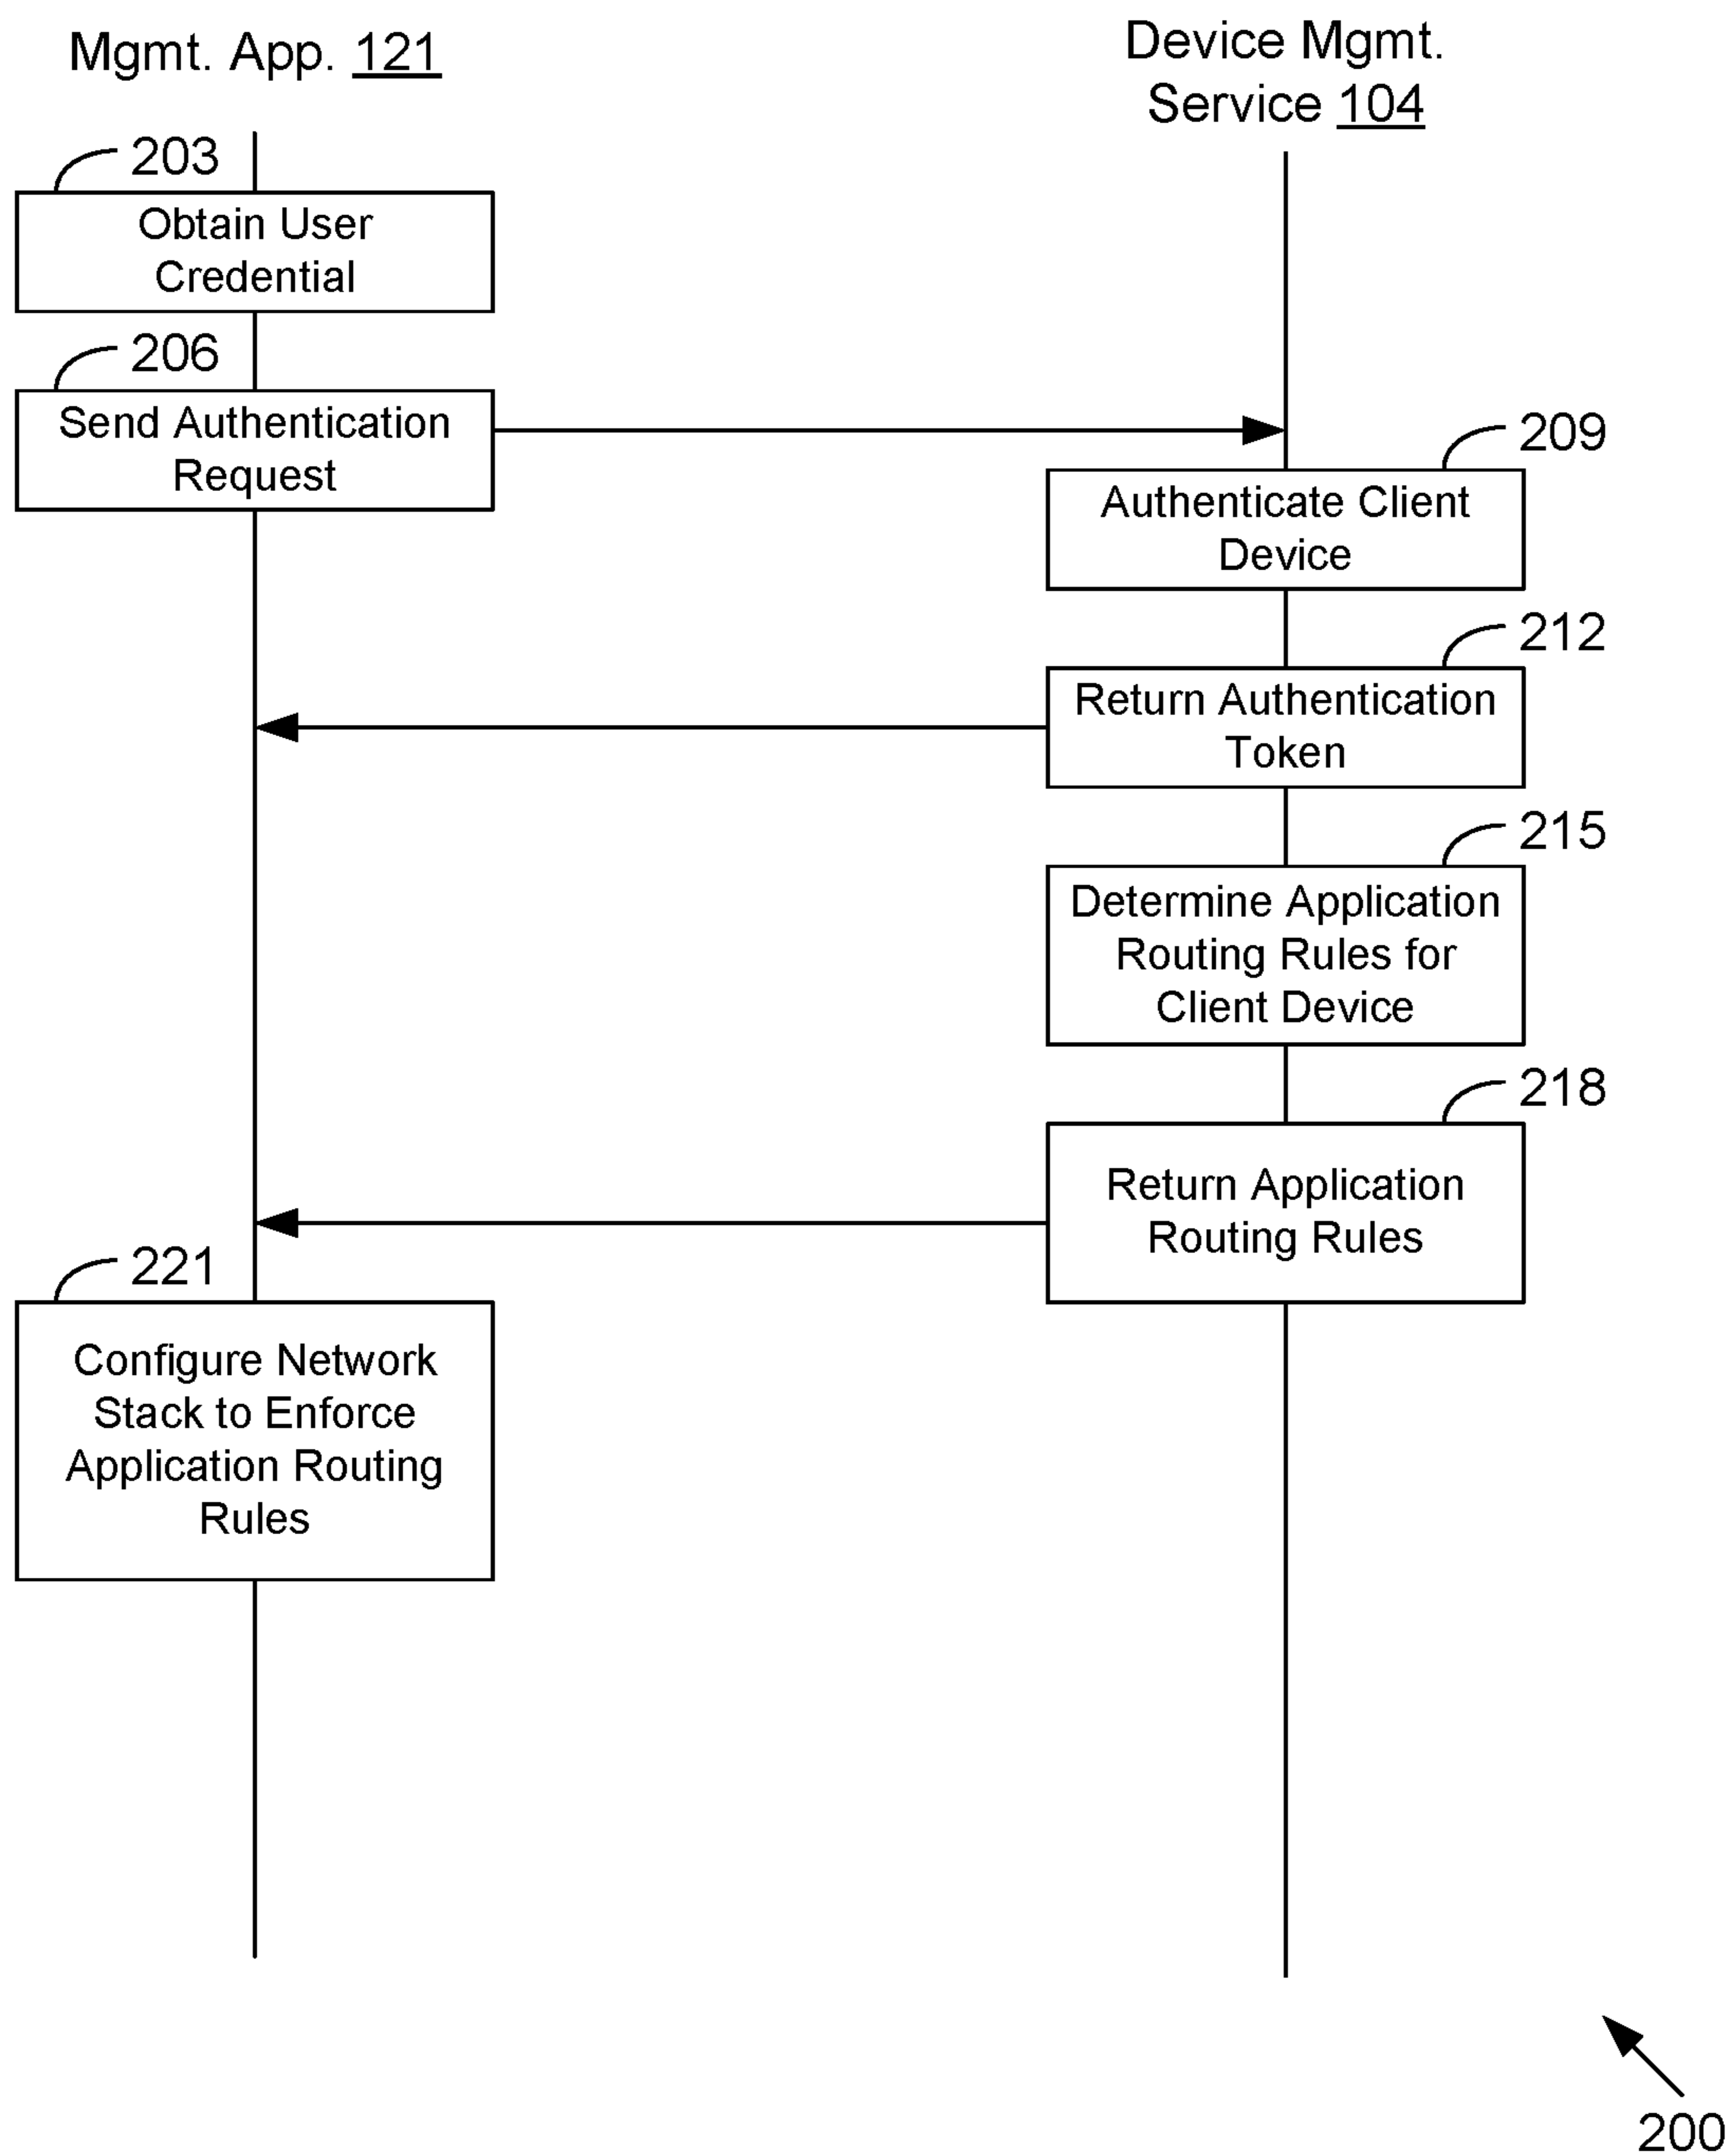 Mgmt. App. 121
Device Mgmt.
Service 104
203
Obtain User
Credential
206
Send Authentication
Request
209
Authenticate Client
Device
212
Return Authentication
Token
215
Determine Application
Routing Rules for
Client Device
218
Return Application
Routing Rules
221
Configure Network
Stack to Enforce
Application Routing
Rules
200